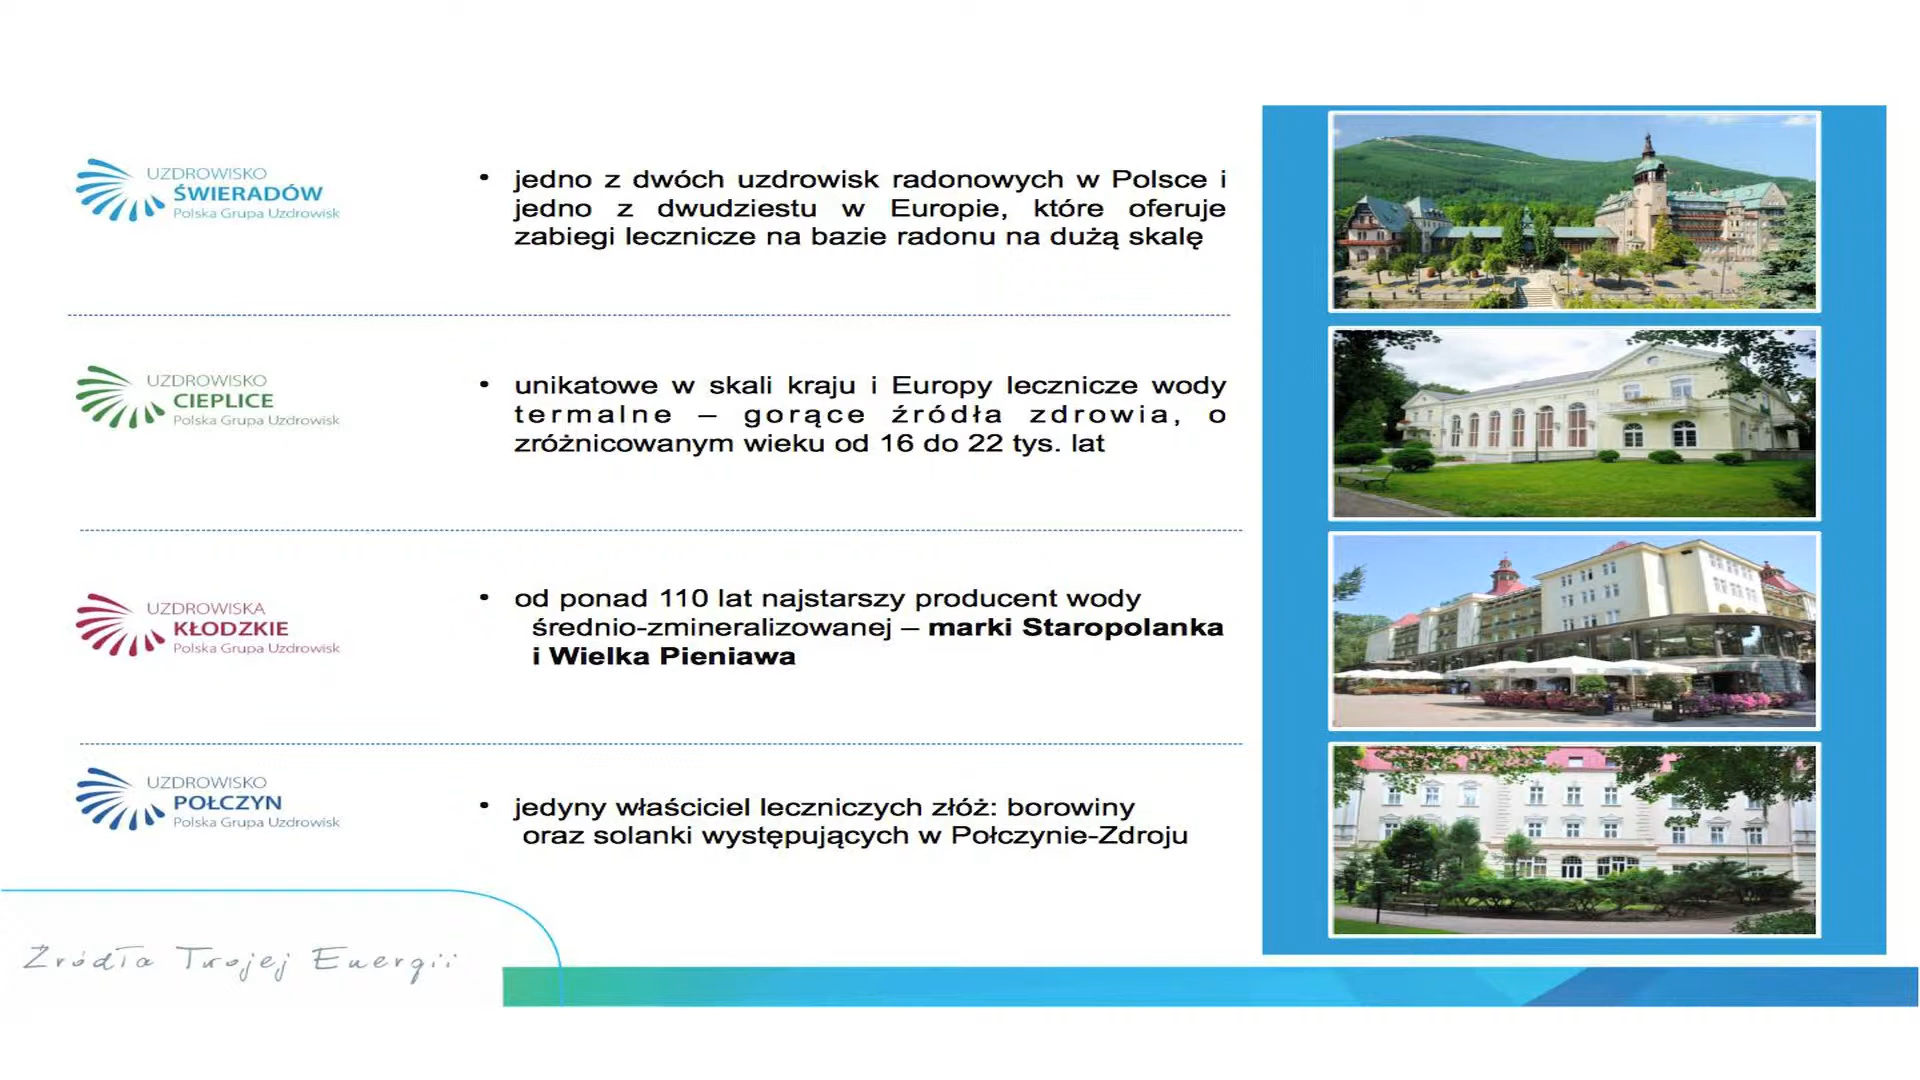 UZDROWISKO
ŚWIERADÓW
Polska Grupa Uzdrowisk
• jedno z dwóch uzdrowisk radonowych w Polsce i
jedno z dwudziestu w Europie, które oferuje
zabiegi lecznicze na bazie radonu na dużą skalę
UZDROWISKO
CIEPLICE
Polska Grupa Uzdrowisk
• unikatowe w skali kraju i Europy lecznicze wody
termalne – gorące źródła zdrowia, o
zróżnicowanym wieku od 16 do 22 tys. lat
UZDROWISKA
KŁODZKIE
Polska Grupa Uzdrowisk
• od ponad 110 lat najstarszy producent wody
średnio-zmineralizowanej – marki Staropolanka
i Wielka Pieniawa
UZDROWISKO
POŁCZYN
Polska Grupa Uzdrowisk
• jedyny właściciel leczniczych złóż: borowiny
oraz solanki występujących w Połczynie-Zdroju
Źródła Twojej Energii